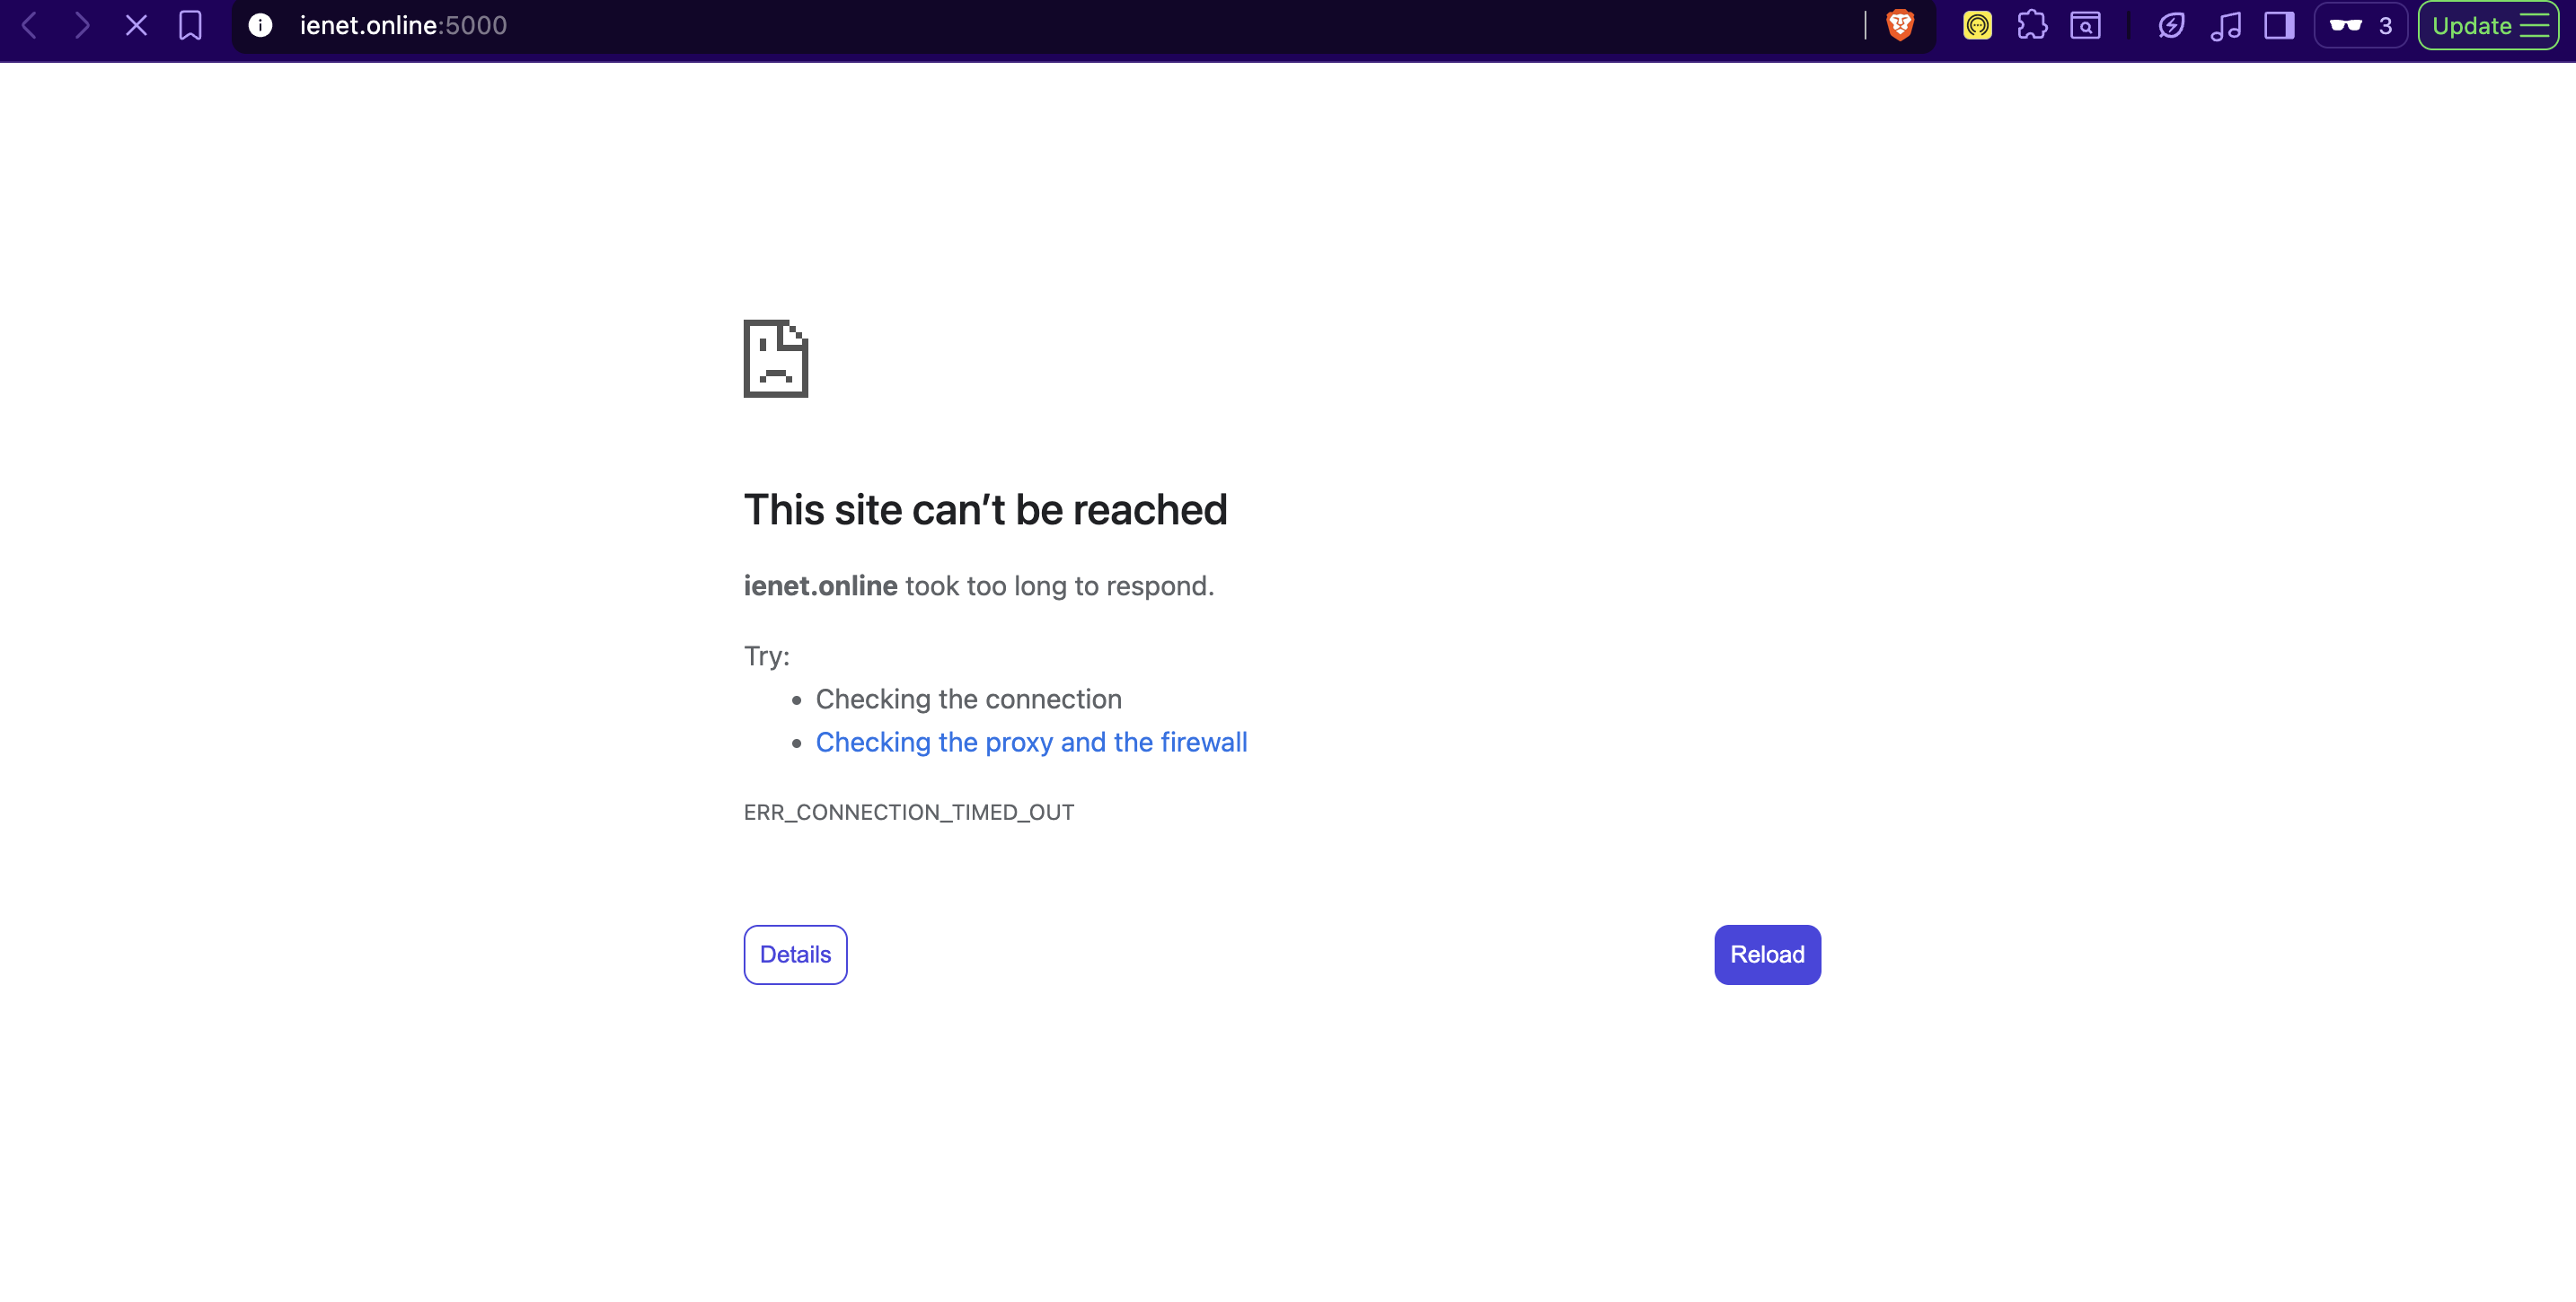 ienet.online:5000
3
Update
This site can’t be reached
ienet.online took too long to respond.
Try:
Checking the connection
Checking the proxy and the firewall
ERR_CONNECTION_TIMED_OUT
Details
Reload